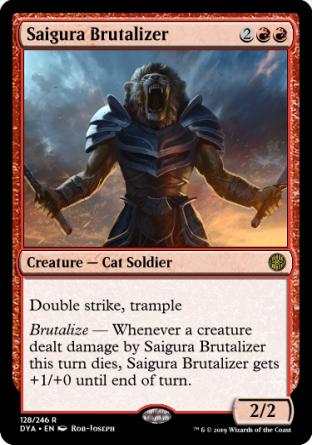 Saigura Brutalizer 2
Creature — Cat Soldier
Double strike, trample
Brutalize — Whenever a creature
dealt damage by Saigura Brutalizer
this turn dies, Saigura Brutalizer gets
+1/+0 until end of turn.
2/2
128/246 R
DYA • EN Rob-Joseph
™ & © 2019 Wizards of the Coast